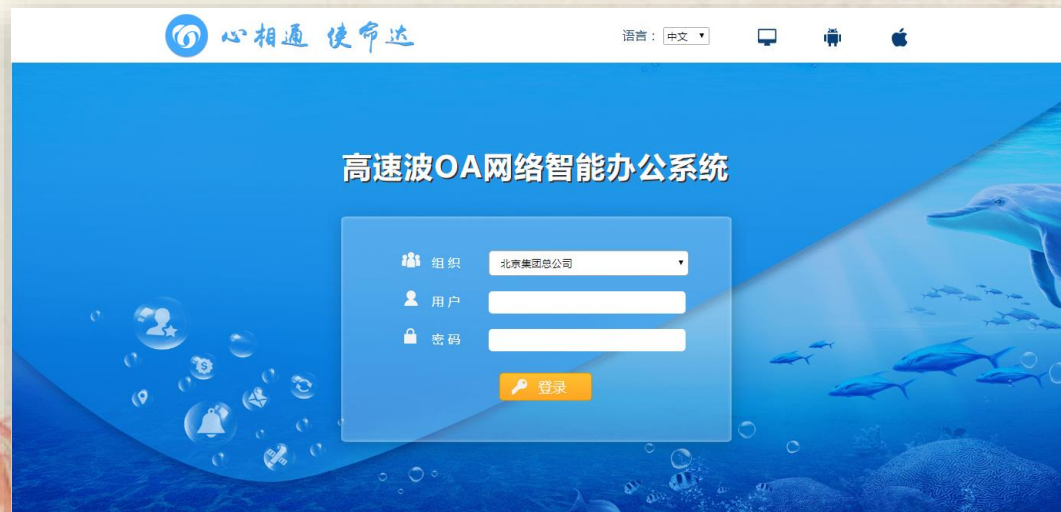 心相通 使命达
语言： 中文
高速波OA网络智能办公系统
组织 北京集团总公司
用户
密码
登录